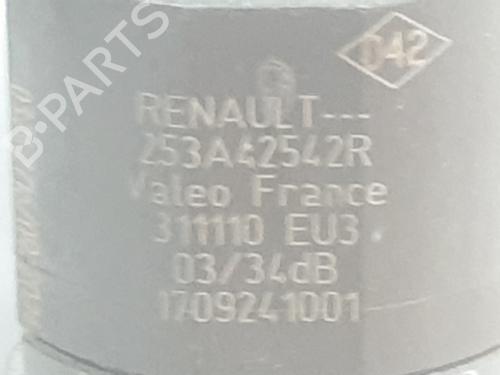 B-PARTS
D42
RENAULT---
253A42542R
Valeo France
311110 EU3
03/34dB
1709241001